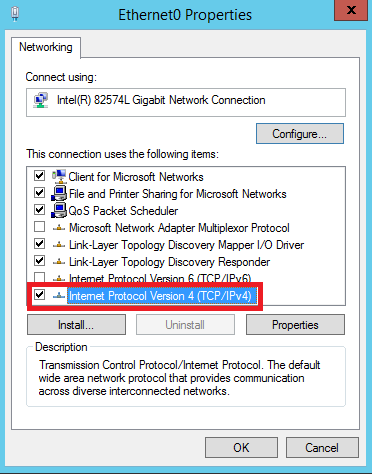 Ethernet0 Properties
x
Networking
Connect using:
Intel(R) 82574L Gigabit Network Connection
Configure...
This connection uses the following items:
Client for Microsoft Networks
File and Printer Sharing for Microsoft Networks
QoS Packet Scheduler
Microsoft Network Adapter Multiplexor Protocol
Link-Layer Topology Discovery Mapper I/O Driver
Link-Layer Topology Discovery Responder
Internet Protocol Version 6 (TCP/IPv6)
Internet Protocol Version 4 (TCP/IPv4)
Install... Uninstall Properties
Description
Transmission Control Protocol/Internet Protocol. The default
wide area network protocol that provides communication
across diverse interconnected networks.
OK Cancel